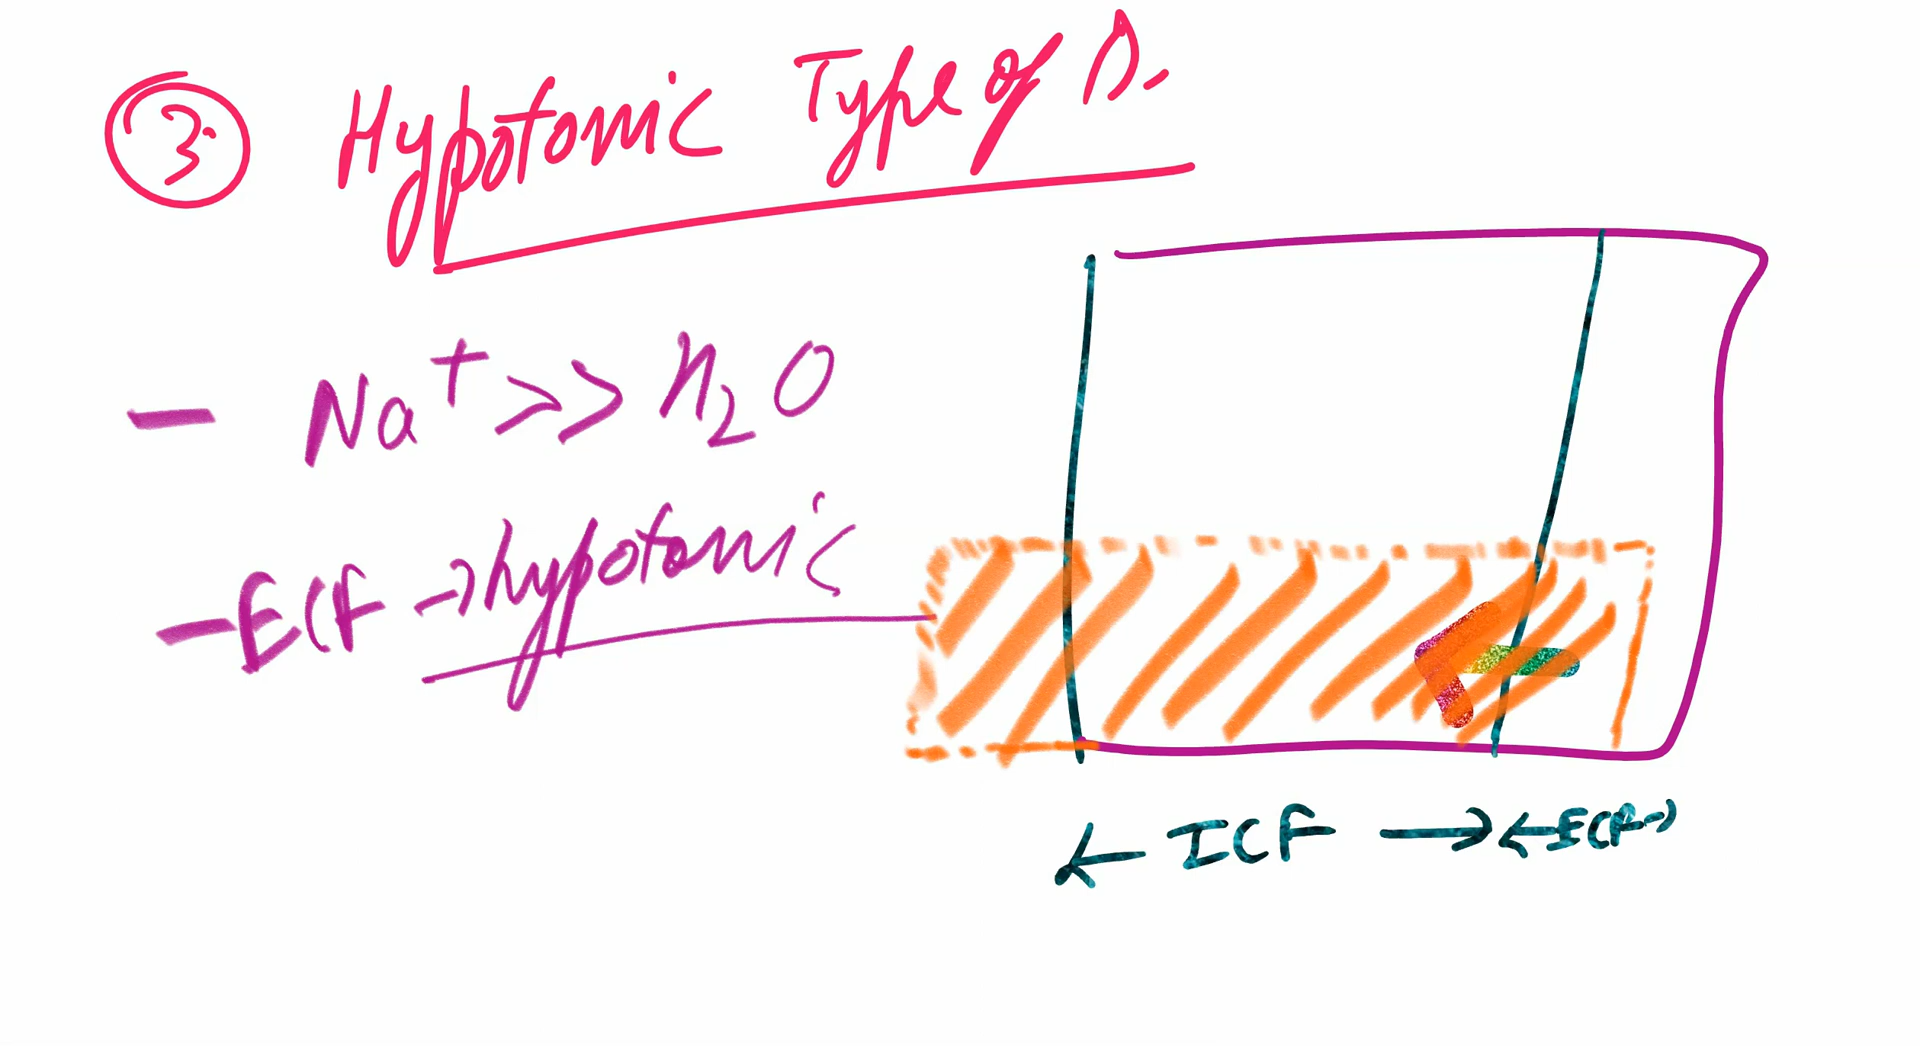 3 Hypotonic Type of D.
- Na⁺ >> H₂O
- ECF → hypotonic
← ICF → ← ECF →